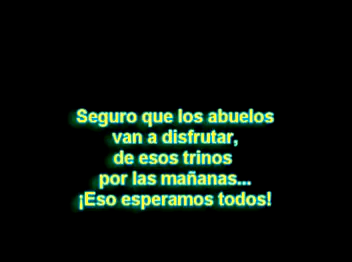 Seguro que los abuelos
van a disfrutar,
de esos trinos
por las mañanas...
¡Eso esperamos todos!